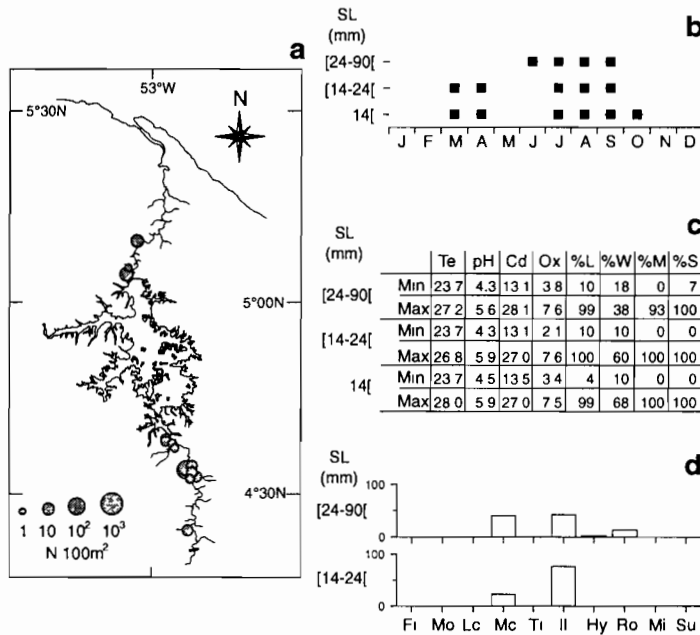 a
53°W
5°30N
N
5°00N
4°30N
1 10 10² 10³
N 100m²
b
SL
(mm)
[24-90[
[14-24[
14[
J F M A M J J A S O N D
c
SL
(mm)
Te pH Cd Ox %L %W %M %S
[24-90[ Min 23 7 4.3 13 1 3 8 10 18 0 7
Max 27 2 5 6 28 1 7 6 99 38 93 100
[14-24[ Min 23 7 4.3 13 1 2 1 10 10 0 0
Max 26 8 5 9 27 0 7 6 100 60 100 100
14[ Min 23 7 4 5 13 5 3 4 4 10 0 0
Max 28 0 5 9 27 0 7 5 99 68 100 100
d
SL
(mm)
[24-90[
100
0
[14-24[
100
0
Fi Mo Lc Mc Ti Il Hy Ro Mi Su